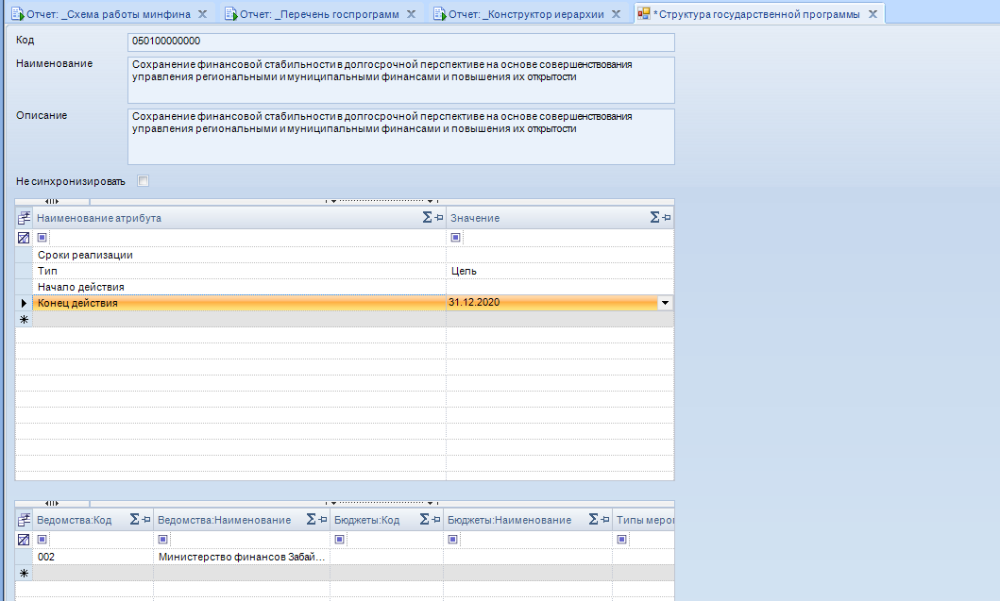 Отчет: _Схема работы минфина X Отчет: _Перечень госпрограмм X Отчет: _Конструктор иерархии X *Структура государственной программы X
Код 050100000000
Наименование Сохранение финансовой стабильности в долгосрочной перспективе на основе совершенствования
управления региональными и муниципальными финансами и повышения их открытости
Описание Сохранение финансовой стабильности в долгосрочной перспективе на основе совершенствования
управления региональными и муниципальными финансами и повышения их открытости
Не синхронизировать
Наименование атрибута Σ Значение Σ
Сроки реализации
Тип Цель
Начало действия
Конец действия 31.12.2020
Ведомства:Код Σ Ведомства:Наименование Σ Бюджеты:Код Σ Бюджеты:Наименование Σ Типы меро
002 Министерство финансов Забай...